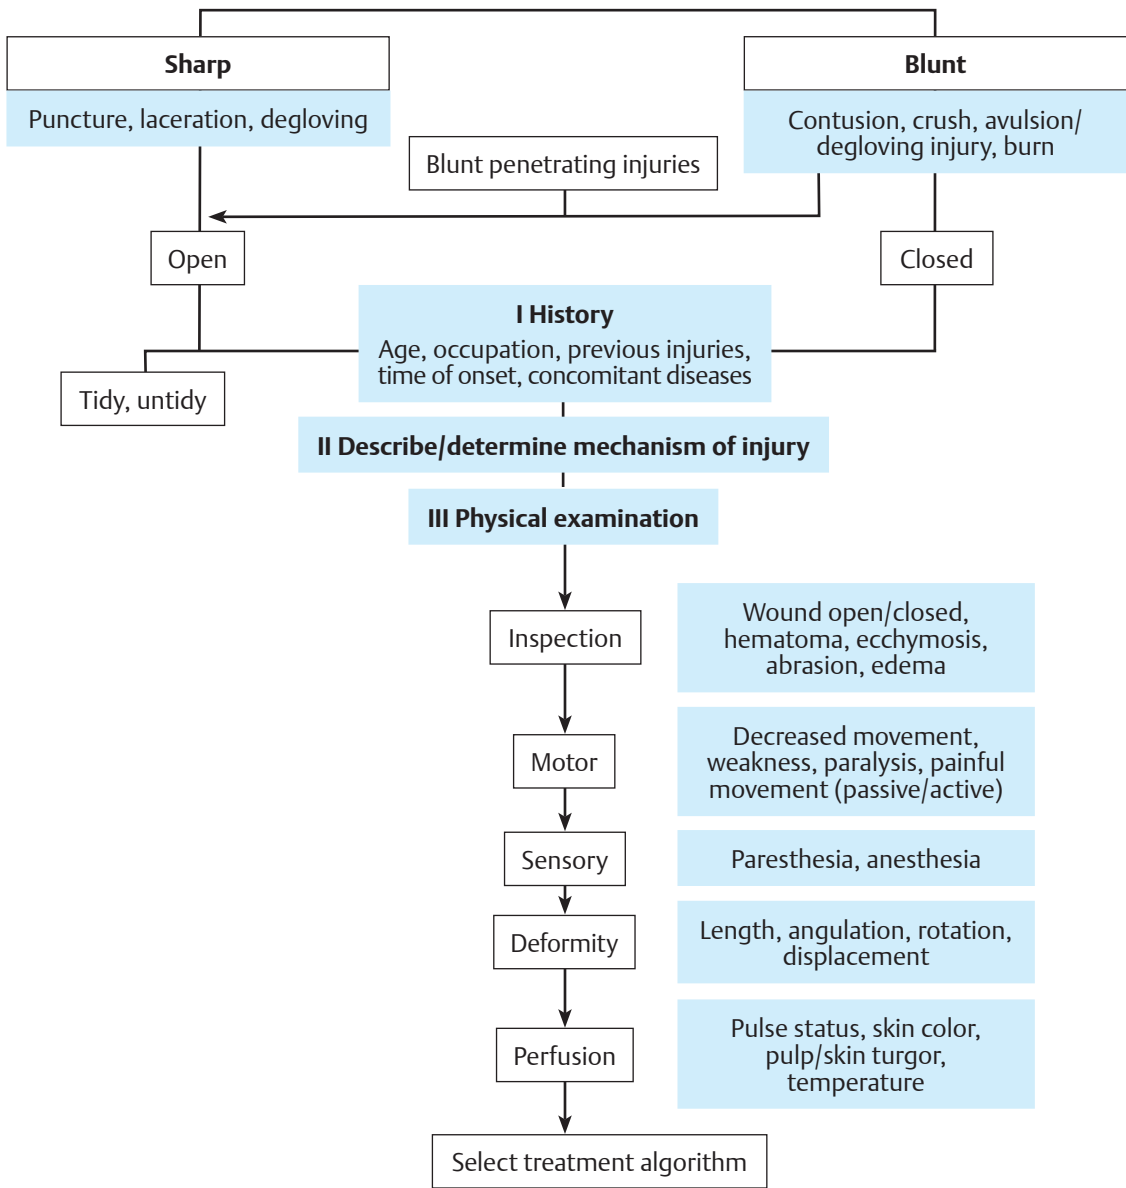 Sharp
Blunt
Puncture, laceration, degloving
Contusion, crush, avulsion/
degloving injury, burn
Blunt penetrating injuries
Open
Closed
I History
Age, occupation, previous injuries,
time of onset, concomitant diseases
Tidy, untidy
II Describe/determine mechanism of injury
III Physical examination
Inspection
Wound open/closed,
hematoma, ecchymosis,
abrasion, edema
Motor
Decreased movement,
weakness, paralysis, painful
movement (passive/active)
Sensory
Paresthesia, anesthesia
Deformity
Length, angulation, rotation,
displacement
Perfusion
Pulse status, skin color,
pulp/skin turgor,
temperature
Select treatment algorithm